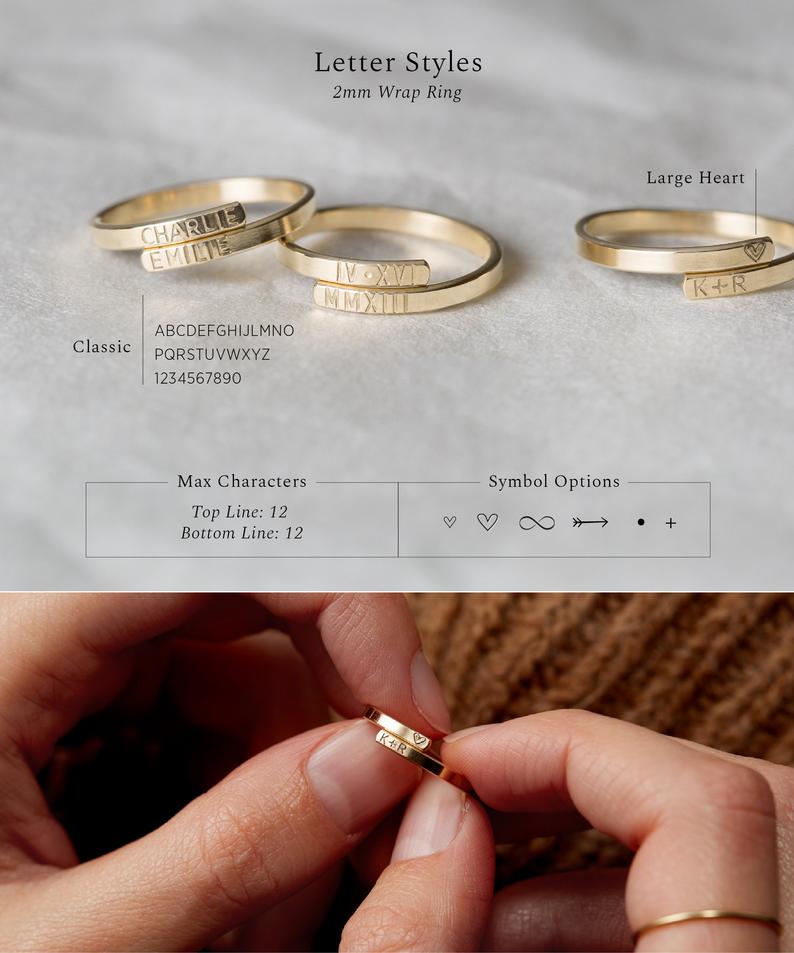 Letter Styles
2mm Wrap Ring
Large Heart
CHARLIE
EMILIE
IV•XVI
MMXIII
K+R
Classic
ABCDEFGHIJLMNO
PQRSTUVWXYZ
1234567890
Max Characters
Top Line: 12
Bottom Line: 12
Symbol Options
K+R